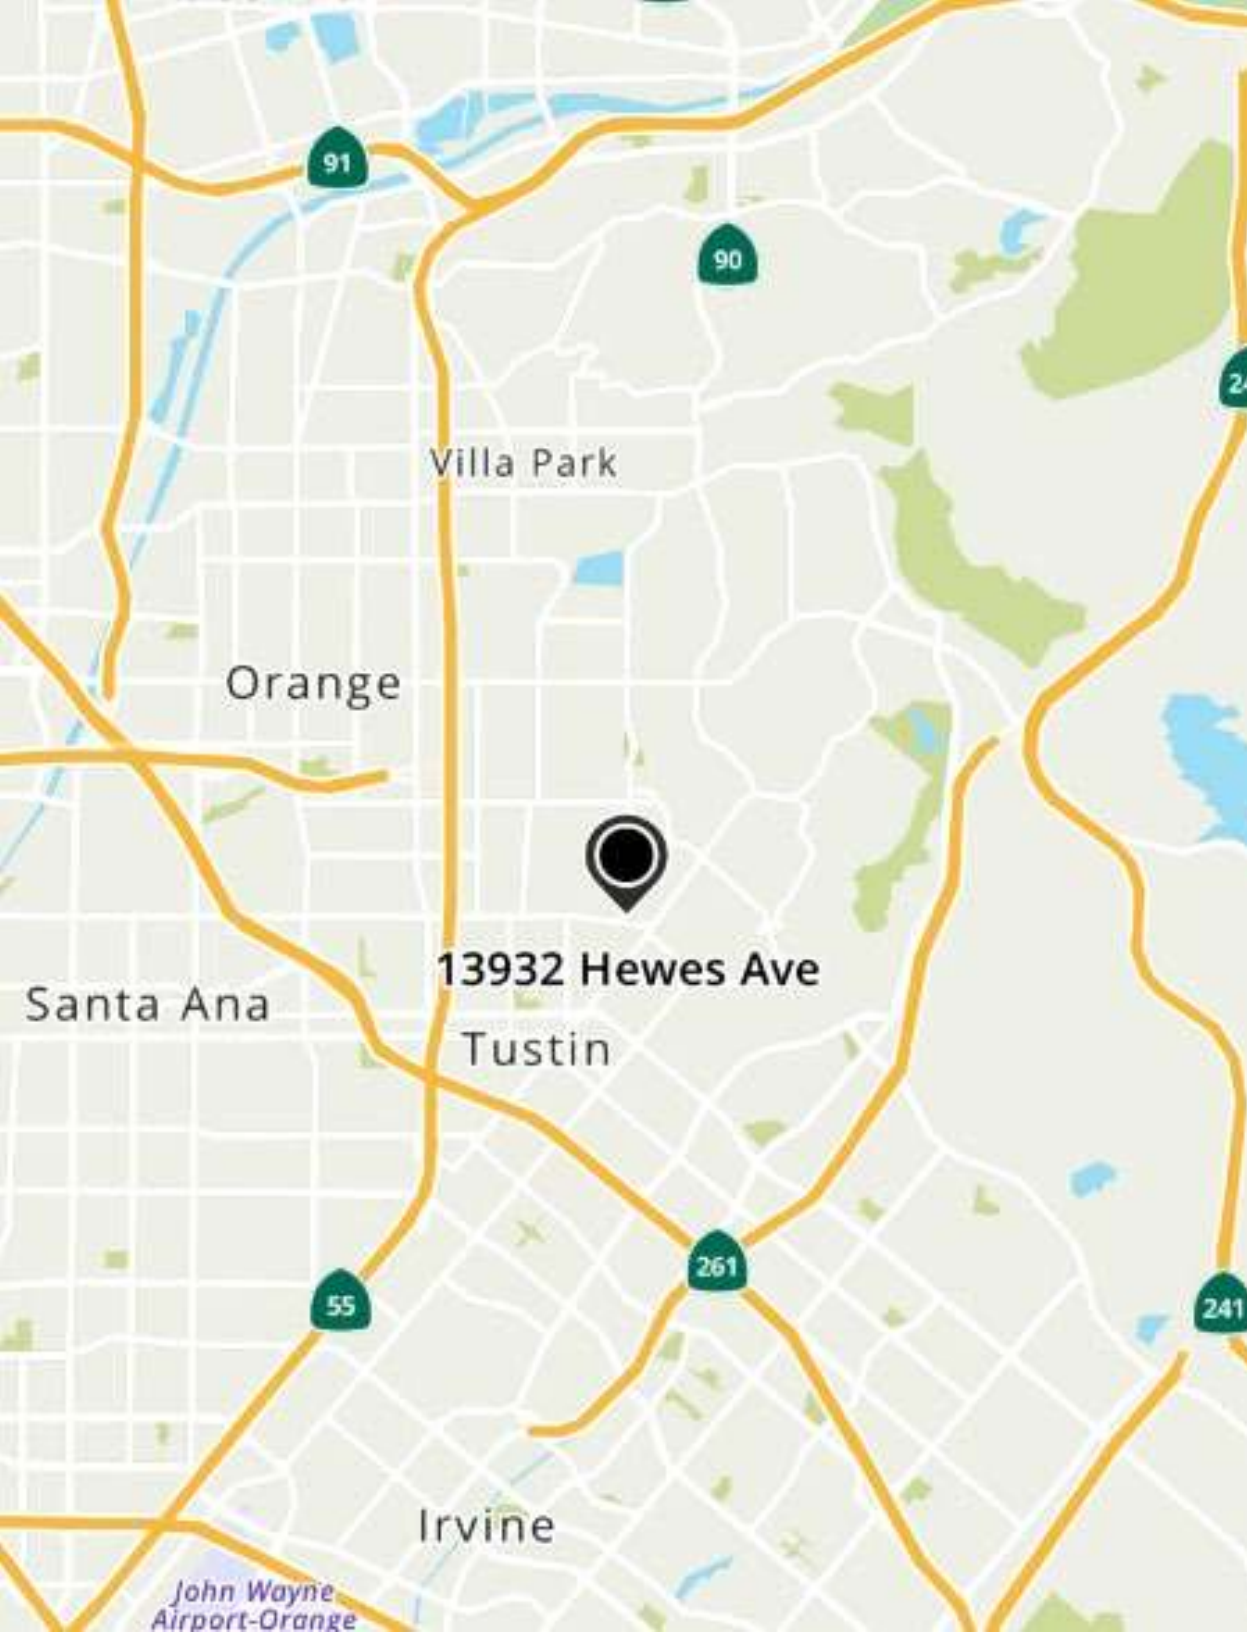 91
90
24
Villa Park
Orange
13932 Hewes Ave
Santa Ana
Tustin
261
55
241
Irvine
John Wayne
Airport-Orange